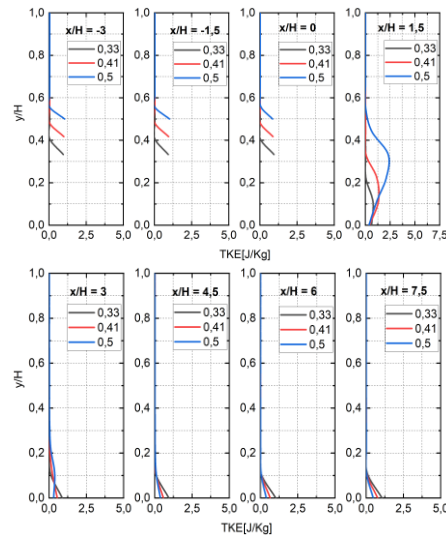 x/H = -3 x/H = -1,5 x/H = 0 x/H = 1,5
0,33 0,33 0,33 0,33
0,41 0,41 0,41 0,41
0,5 0,5 0,5 0,5
1,0
0,8
0,6
0,4
0,2
0,0
y/H
0,0 2,5 5,0 0,0 2,5 5,0 0,0 2,5 5,0 0,0 2,5 5,0 7,5
TKE[J/Kg]
x/H = 3 x/H = 4,5 x/H = 6 x/H = 7,5
0,33 0,33 0,33 0,33
0,41 0,41 0,41 0,41
0,5 0,5 0,5 0,5
1,0
0,8
0,6
0,4
0,2
0,0
y/H
0,0 2,5 5,0 0,0 2,5 5,0 0,0 2,5 5,0 0,0 2,5 5,0
TKE[J/Kg]